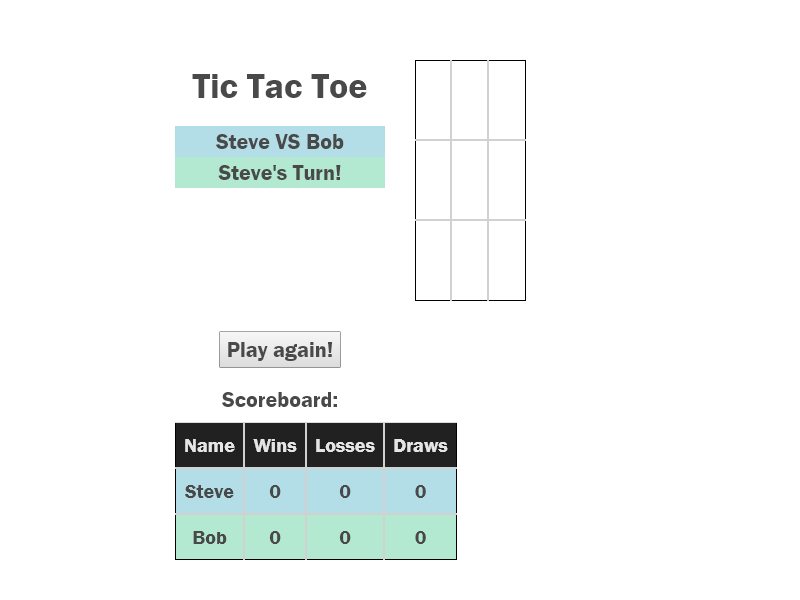 Tic Tac Toe
Steve VS Bob
Steve's Turn!
Play again!
Scoreboard:
Name Wins Losses Draws
Steve 0 0 0
Bob 0 0 0